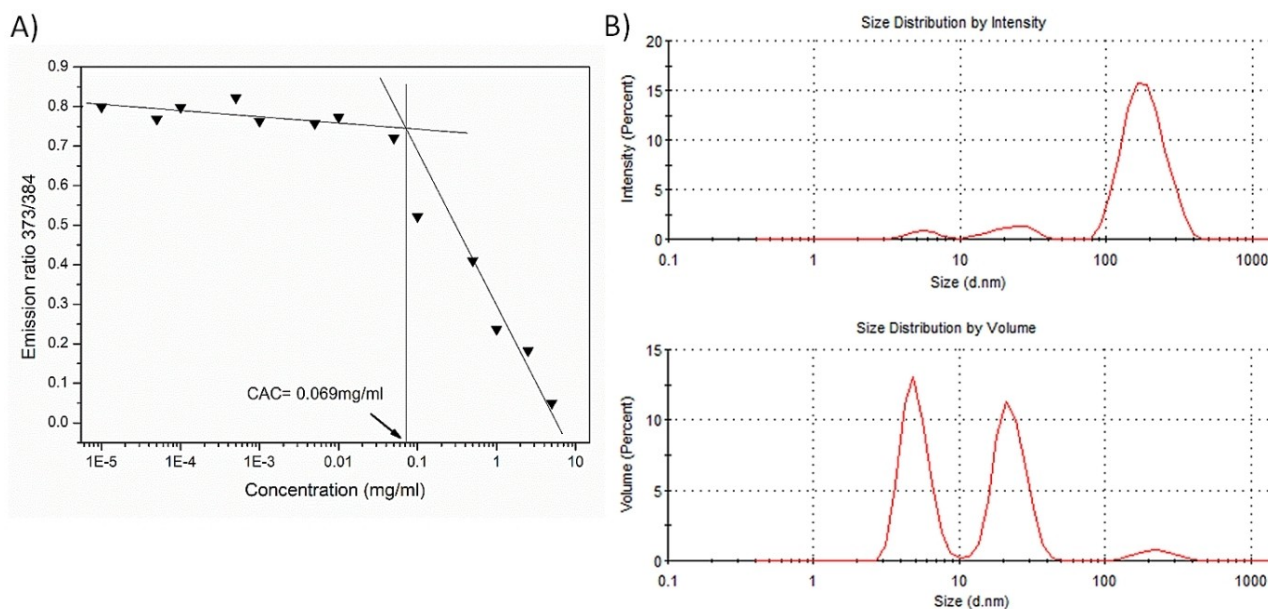 A)
0.9
0.8
0.7
0.6
0.5
0.4
0.3
0.2
0.1
0.0
Emission ratio 373/384
CAC= 0.069mg/ml
1E-5 1E-4 1E-3 0.01 0.1 1 10
Concentration (mg/ml)
B)
Size Distribution by Intensity
20
15
10
5
0
Intensity (Percent)
0.1 1 10 100 1000
Size (d.nm)
Size Distribution by Volume
15
10
5
0
Volume (Percent)
0.1 1 10 100 1000
Size (d.nm)